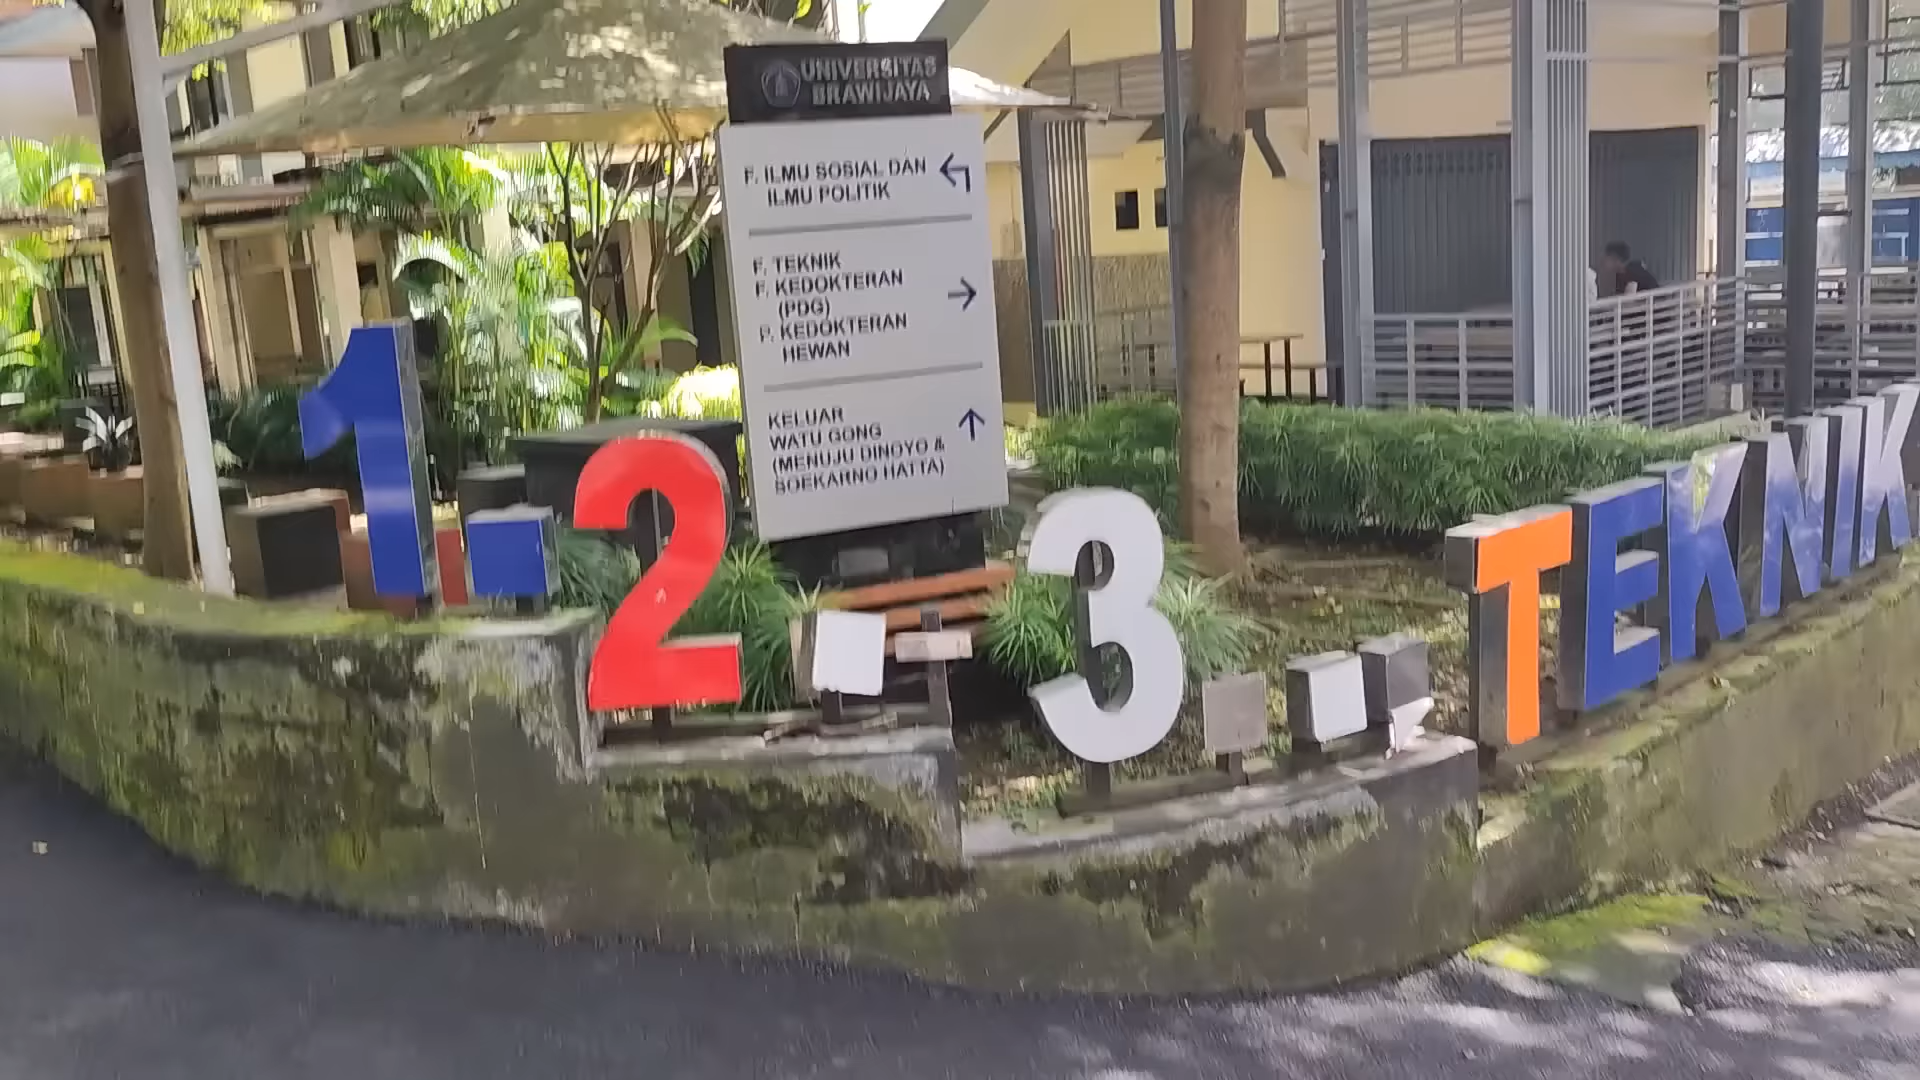 UNIVERSITAS
BRAWIJAYA
F. ILMU SOSIAL DAN
ILMU POLITIK
F. TEKNIK
F. KEDOKTERAN
(PDG)
F. KEDOKTERAN
HEWAN
KELUAR
WATU GONG
(MENUJU DINOYO &
SOEKARNO HATTA)
1..
2..
3... TEKNIK